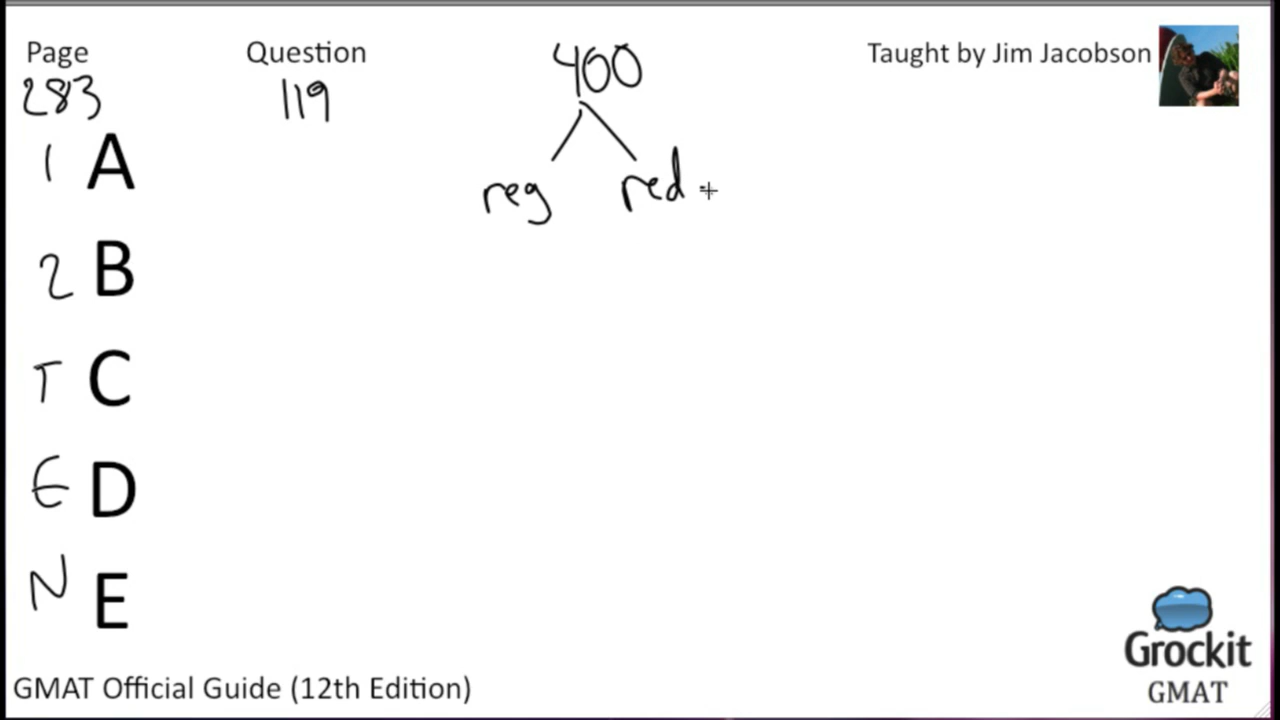 Page
283
Question
119
400
reg red
Taught by Jim Jacobson
1 A
2 B
T C
E D
N E
GMAT Official Guide (12th Edition)
Grockit
GMAT